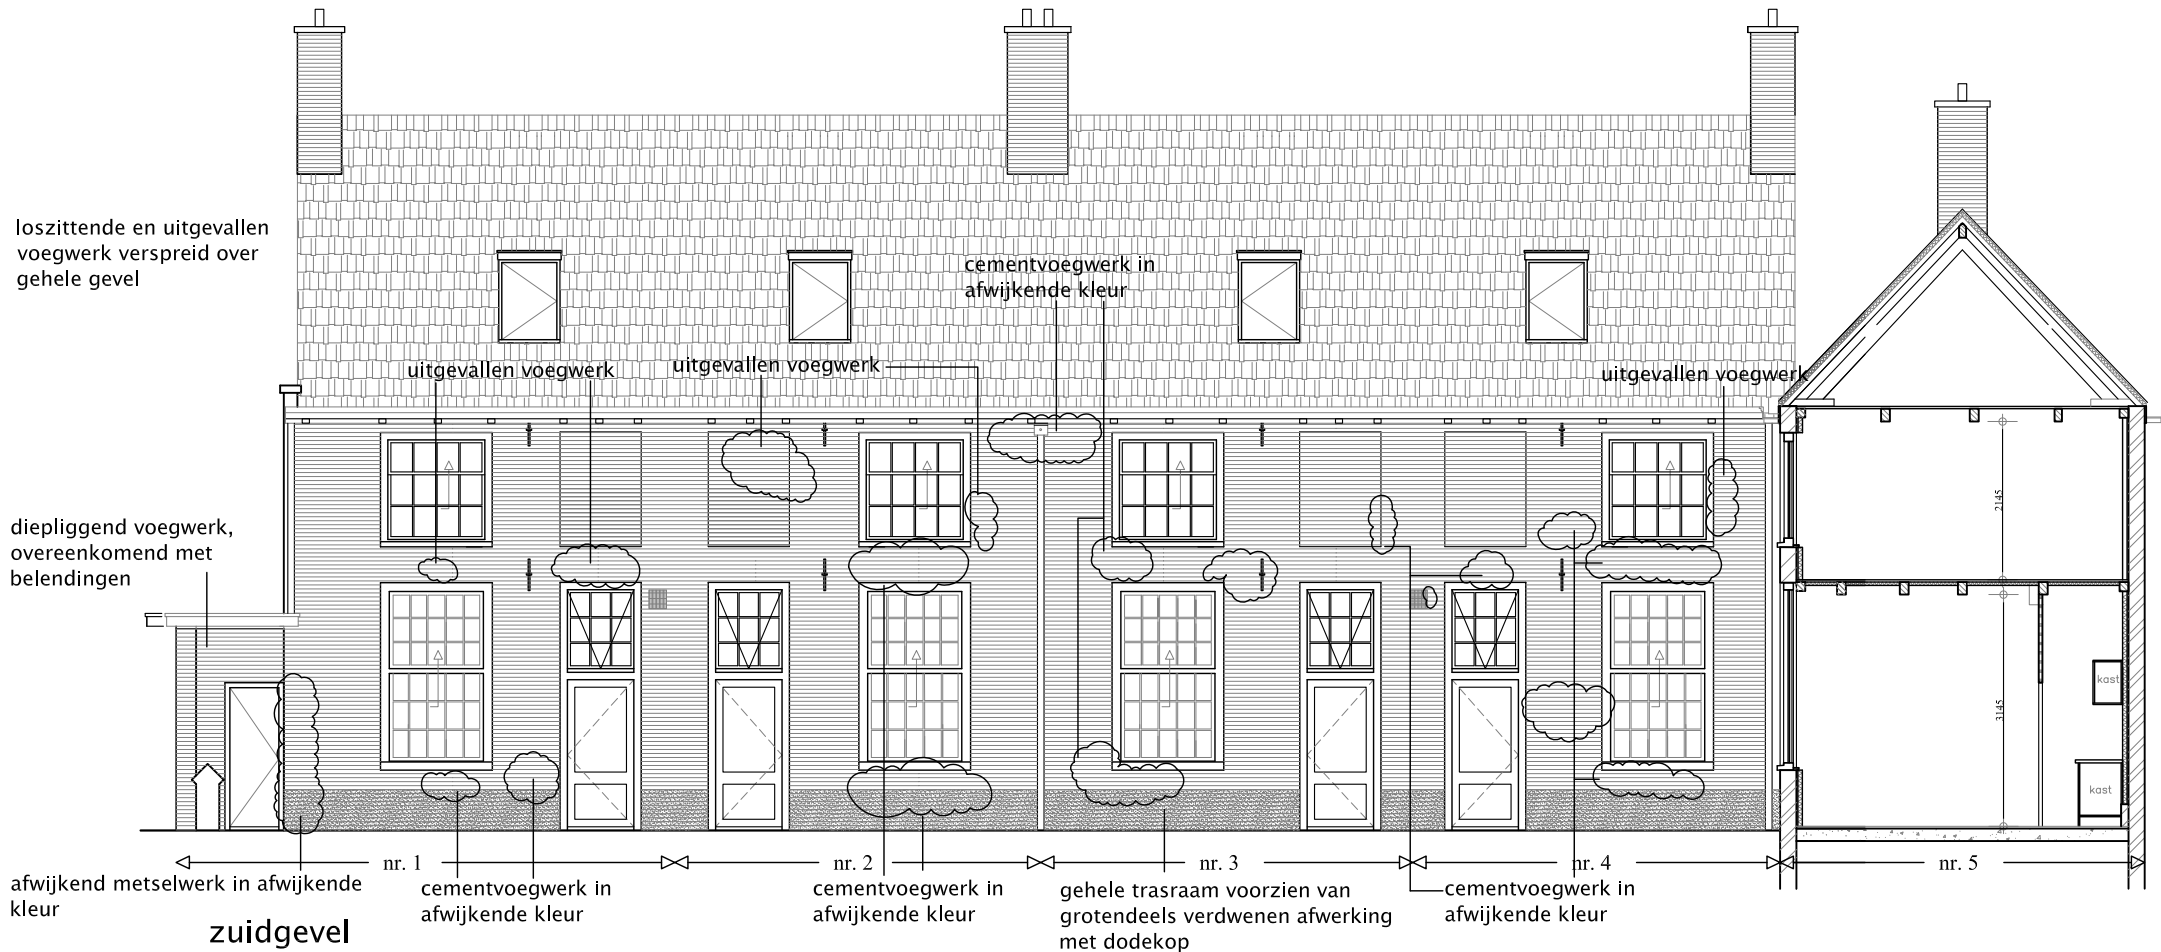 loszittende en uitgevallen
voegwerk verspreid over
gehele gevel
cementvoegwerk in
afwijkende kleur
uitgevallen voegwerk
uitgevallen voegwerk
uitgevallen voegwerk
diepliggend voegwerk,
overeenkomend met
belendingen
2145
3145
kast
kast
nr. 1
nr. 2
nr. 3
nr. 4
nr. 5
afwijkend metselwerk in afwijkende
kleur
cementvoegwerk in
afwijkende kleur
cementvoegwerk in
afwijkende kleur
gehele trasraam voorzien van
grotendeels verdwenen afwerking
met dodekop
cementvoegwerk in
afwijkende kleur
zuidgevel